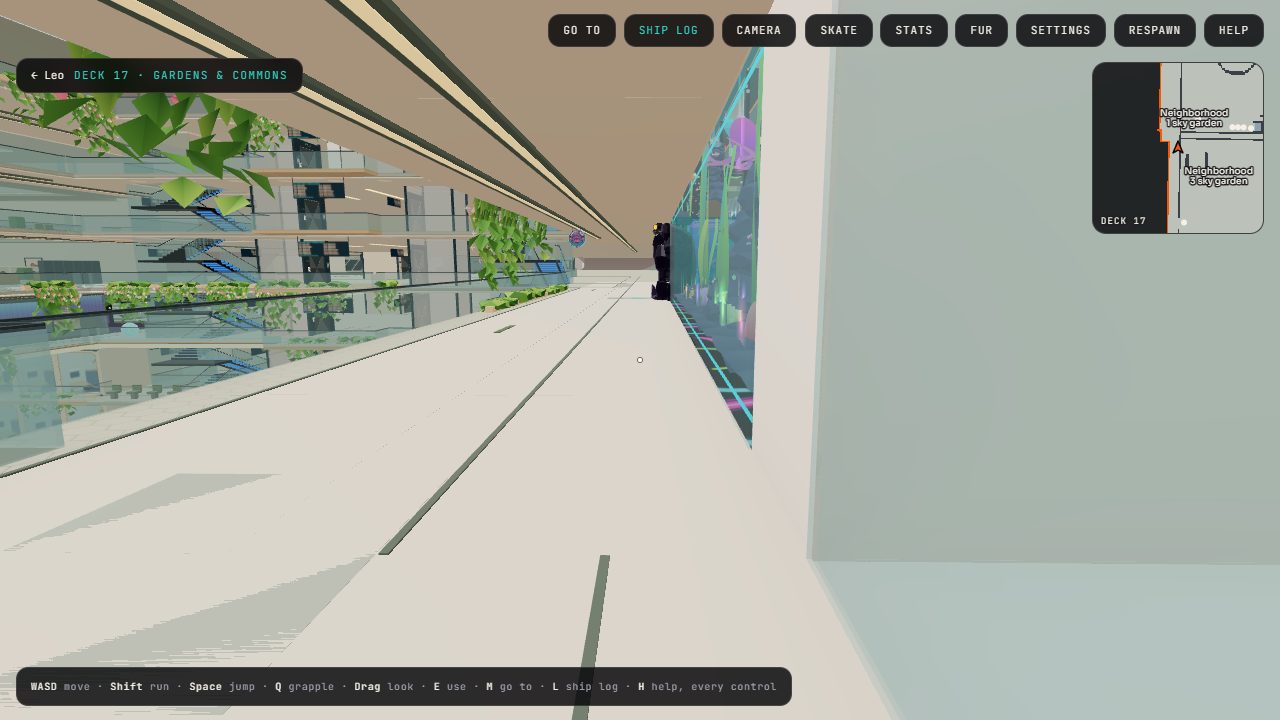 GO TO
SHIP LOG
CAMERA
SKATE
STATS
FUR
SETTINGS
RESPAWN
HELP
← Leo DECK 17 · GARDENS & COMMONS
Neighborhood
1 sky garden
Neighborhood
3 sky garden
DECK 17
WASD move · Shift run · Space jump · Q grapple · Drag look · E use · M go to · L ship log · H help, every control